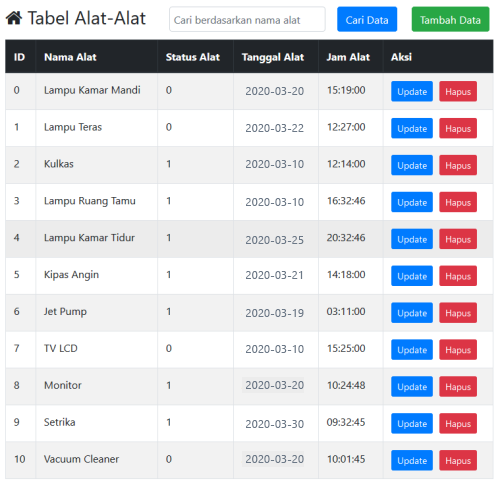 Tabel Alat-Alat Cari berdasarkan nama alat Cari Data Tambah Data
ID Nama Alat Status Alat Tanggal Alat Jam Alat Aksi
0 Lampu Kamar Mandi 0 2020-03-20 15:19:00 Update Hapus
1 Lampu Teras 0 2020-03-22 12:27:00 Update Hapus
2 Kulkas 1 2020-03-10 12:14:00 Update Hapus
3 Lampu Ruang Tamu 1 2020-03-10 16:32:46 Update Hapus
4 Lampu Kamar Tidur 1 2020-03-25 20:32:46 Update Hapus
5 Kipas Angin 1 2020-03-21 14:18:00 Update Hapus
6 Jet Pump 1 2020-03-19 03:11:00 Update Hapus
7 TV LCD 0 2020-03-10 15:25:00 Update Hapus
8 Monitor 1 2020-03-20 10:24:48 Update Hapus
9 Setrika 1 2020-03-30 09:32:45 Update Hapus
10 Vacuum Cleaner 0 2020-03-20 10:01:45 Update Hapus